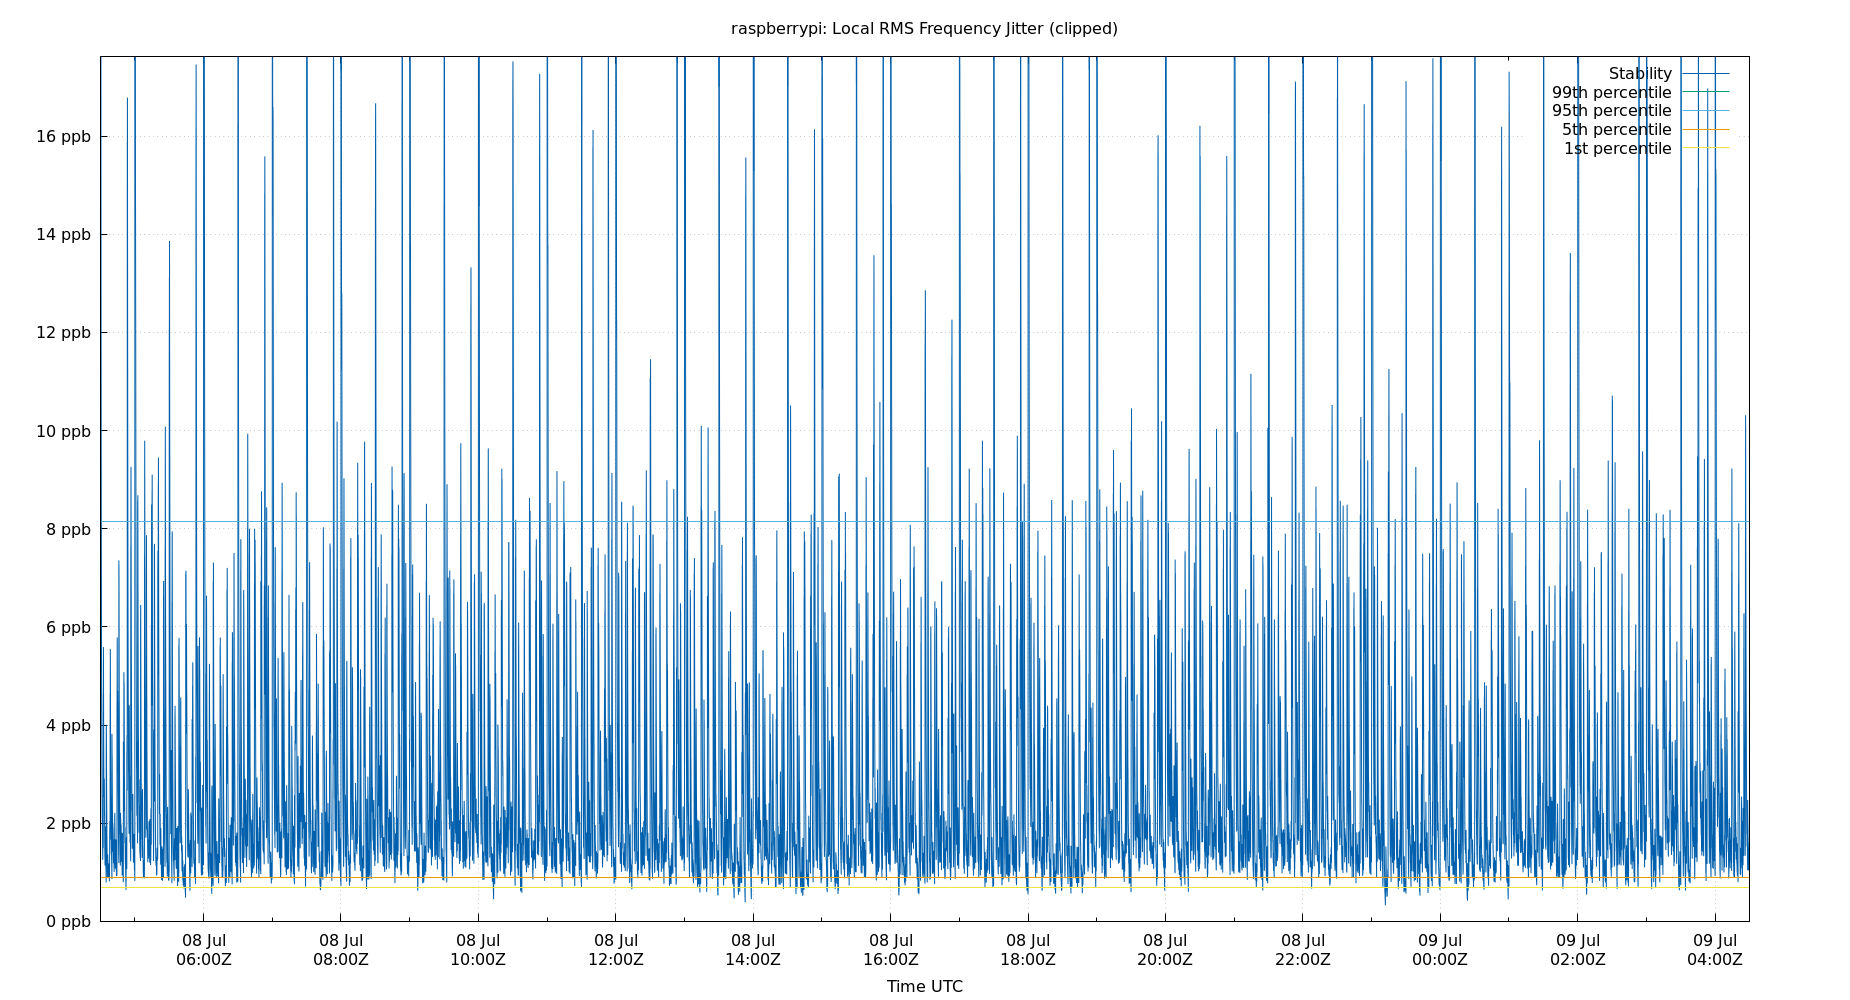 raspberrypi: Local RMS Frequency Jitter (clipped)
Stability
99th percentile
95th percentile
5th percentile
1st percentile
16 ppb
14 ppb
12 ppb
10 ppb
8 ppb
6 ppb
4 ppb
2 ppb
0 ppb
08 Jul 08 Jul 08 Jul 08 Jul 08 Jul 08 Jul 08 Jul 08 Jul 08 Jul 09 Jul 09 Jul 09 Jul
06:00Z 08:00Z 10:00Z 12:00Z 14:00Z 16:00Z 18:00Z 20:00Z 22:00Z 00:00Z 02:00Z 04:00Z
Time UTC